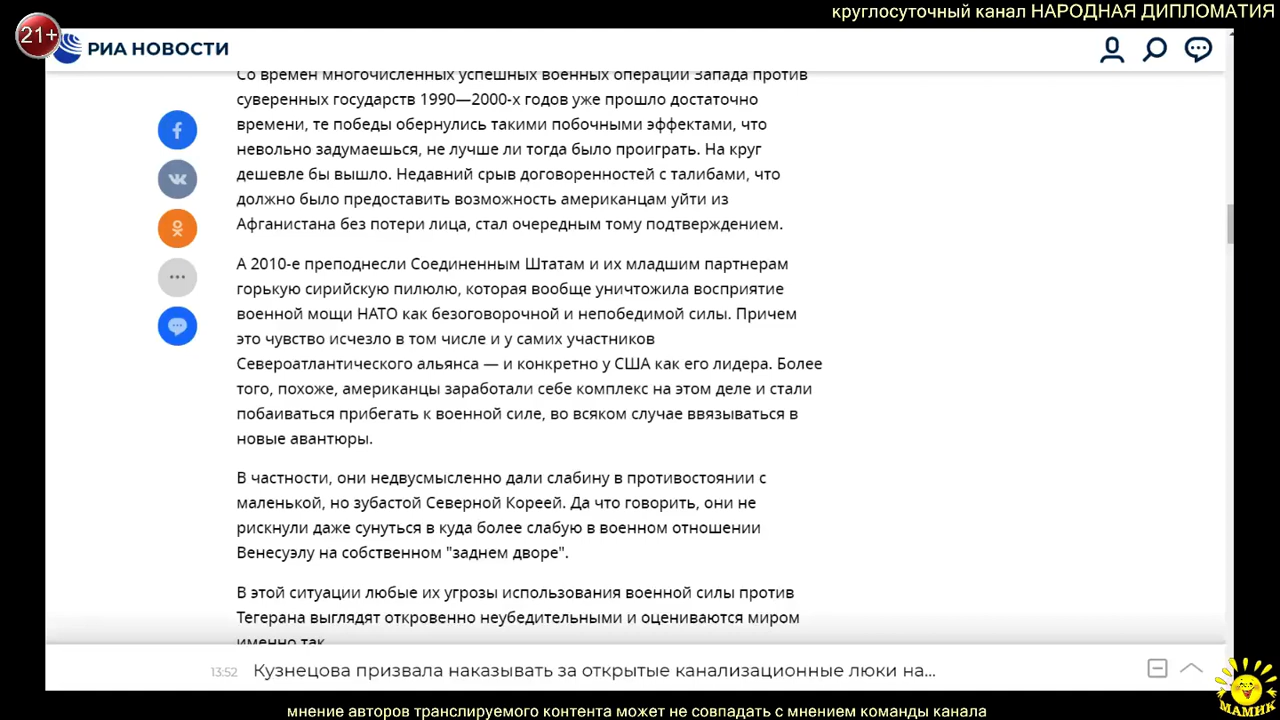 круглосуточный канал НАРОДНАЯ ДИПЛОМАТИЯ
21+
РИА НОВОСТИ
Со времен многочисленных успешных военных операций Запада против
суверенных государств 1990—2000-х годов уже прошло достаточно
времени, те победы обернулись такими побочными эффектами, что
невольно задумаешься, не лучше ли тогда было проиграть. На круг
дешевле бы вышло. Недавний срыв договоренностей с талибами, что
должно было предоставить возможность американцам уйти из
Афганистана без потери лица, стал очередным тому подтверждением.
А 2010-е преподнесли Соединенным Штатам и их младшим партнерам
горькую сирийскую пилюлю, которая вообще уничтожила восприятие
военной мощи НАТО как безоговорочной и непобедимой силы. Причем
это чувство исчезло в том числе и у самих участников
Североатлантического альянса — и конкретно у США как его лидера. Более
того, похоже, американцы заработали себе комплекс на этом деле и стали
побаиваться прибегать к военной силе, во всяком случае ввязываться в
новые авантюры.
В частности, они недвусмысленно дали слабину в противостоянии с
маленькой, но зубастой Северной Кореей. Да что говорить, они не
рискнули даже сунуться в куда более слабую в военном отношении
Венесуэлу на собственном "заднем дворе".
В этой ситуации любые их угрозы использования военной силы против
Тегерана выглядят откровенно неубедительными и оцениваются миром
именно так.
13:52 Кузнецова призвала наказывать за открытые канализационные люки на...
МАМИК
мнение авторов транслируемого контента может не совпадать с мнением команды канала